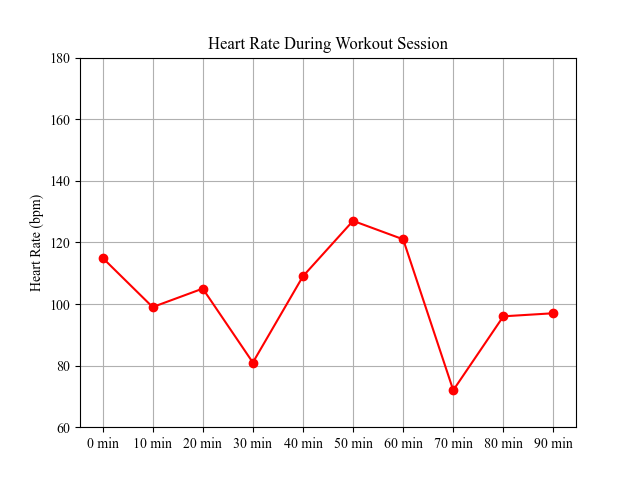 Heart Rate During Workout Session
Heart Rate (bpm)
180
160
140
120
100
80
60
0 min 10 min 20 min 30 min 40 min 50 min 60 min 70 min 80 min 90 min